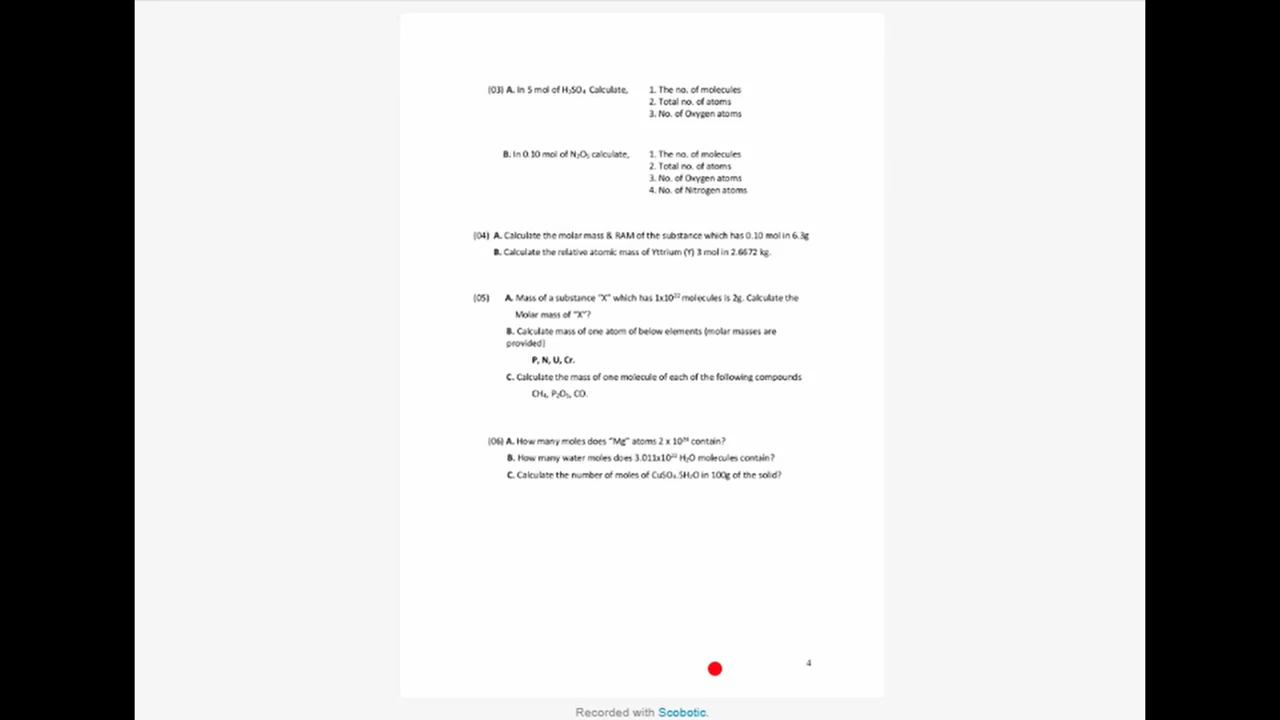 (03) A. In 5 mol of H₂SO₄ Calculate, 1. The no. of molecules
2. Total no. of atoms
3. No. of Oxygen atoms
B. In 0.10 mol of N₂O₅ calculate, 1. The no. of molecules
2. Total no. of atoms
3. No. of Oxygen atoms
4. No. of Nitrogen atoms
(04) A. Calculate the molar mass & RAM of the substance which has 0.10 mol in 6.3g
B. Calculate the relative atomic mass of Yttrium (Y) 3 mol in 2.6672 kg.
(05) A. Mass of a substance "X" which has 1x10²² molecules is 2g. Calculate the
Molar mass of "X"?
B. Calculate mass of one atom of below elements (molar masses are
provided)
P, N, U, Cr.
C. Calculate the mass of one molecule of each of the following compounds
CH₄, P₂O₅, CO.
(06) A. How many moles does "Mg" atoms 2 x 10²⁴ contain?
B. How many water moles does 3.011x10²² H₂O molecules contain?
C. Calculate the number of moles of CuSO₄.5H₂O in 100g of the solid?
4
Recorded with Scobotic.